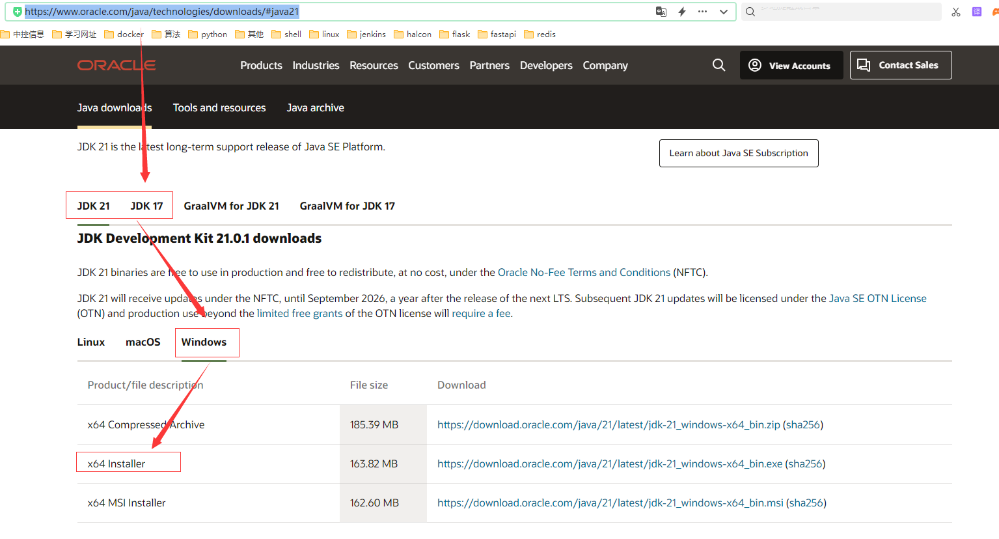 https://www.oracle.com/java/technologies/downloads/#java21
中控信息 学习网址 docker 算法 python 其他 shell linux jenkins halcon flask fastapi redis
ORACLE Products Industries Resources Customers Partners Developers Company View Accounts Contact Sales
Java downloads Tools and resources Java archive
JDK 21 is the latest long-term support release of Java SE Platform.
Learn about Java SE Subscription
JDK 21 JDK 17 GraalVM for JDK 21 GraalVM for JDK 17
JDK Development Kit 21.0.1 downloads
JDK 21 binaries are free to use in production and free to redistribute, at no cost, under the Oracle No-Fee Terms and Conditions (NFTC).
JDK 21 will receive updates under the NFTC, until September 2026, a year after the release of the next LTS. Subsequent JDK 21 updates will be licensed under the Java SE OTN License
(OTN) and production use beyond the limited free grants of the OTN license will require a fee.
Linux macOS Windows
Product/file description File size Download
x64 Compressed Archive 185.39 MB https://download.oracle.com/java/21/latest/jdk-21_windows-x64_bin.zip (sha256)
x64 Installer 163.82 MB https://download.oracle.com/java/21/latest/jdk-21_windows-x64_bin.exe (sha256)
x64 MSI Installer 162.60 MB https://download.oracle.com/java/21/latest/jdk-21_windows-x64_bin.msi (sha256)